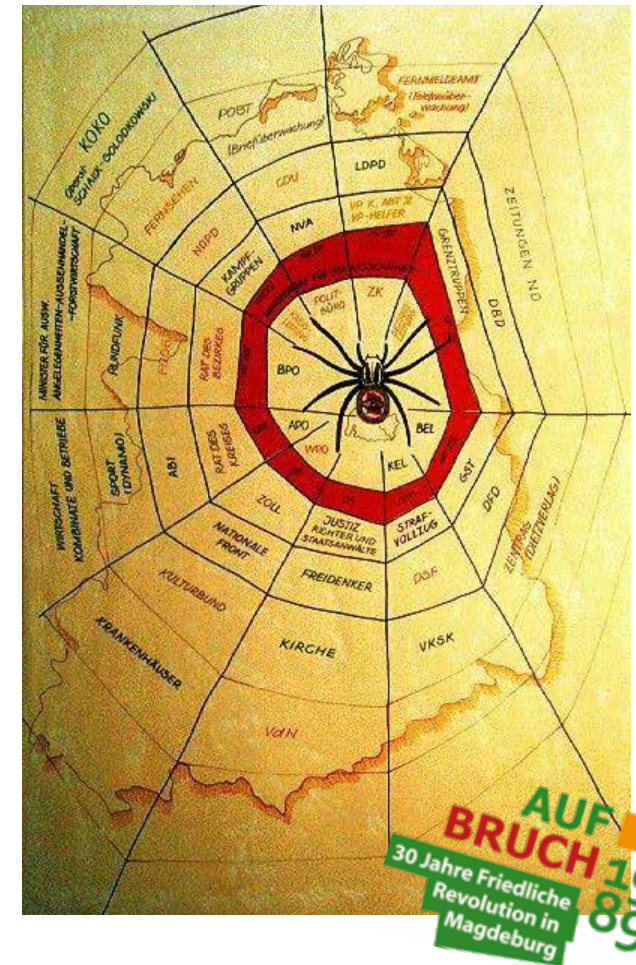 FERNMELDEAMT
(Telefonüber-
wachung)
POST
(Briefüberwachung)
KOKO
OBERST
SCHALK-GOLODKOWSKI
FERNSEHEN
CDU
LDPD
NDPD
NVA
VP K. ABT
VP-HELFER
ZEITUNGEN ND
KAMPF-
GRUPPEN
GRENZTRUPPEN
DBD
MINISTER FÜR AUSW.
ANGELEGENHEITEN-AUSSENHANDEL-
-FORSTWIRTSCHAFT
RUNDFUNK
RAT DES
BEZIRKES
POLIT-
BÜRO
ZK
BPO
WIRTSCHAFT
KOMBINATE UND BETRIEBE
SPORT
(DYNAMO)
ABI
RAT DES
KREISES
APO
WPO
BEL
KEL
GST
DFD
ZENTRAG
(DIETZVERLAG)
ZOLL
JUSTIZ
RICHTER UND
STAATSANWÄLTE
STRAF-
VOLLZUG
NATIONALE
FRONT
FREIDENKER
DSF
KULTURBUND
KIRCHE
VKSK
KRANKENHÄUSER
VdN
AUF
BRUCH
30 Jahre Friedliche
Revolution in
Magdeburg